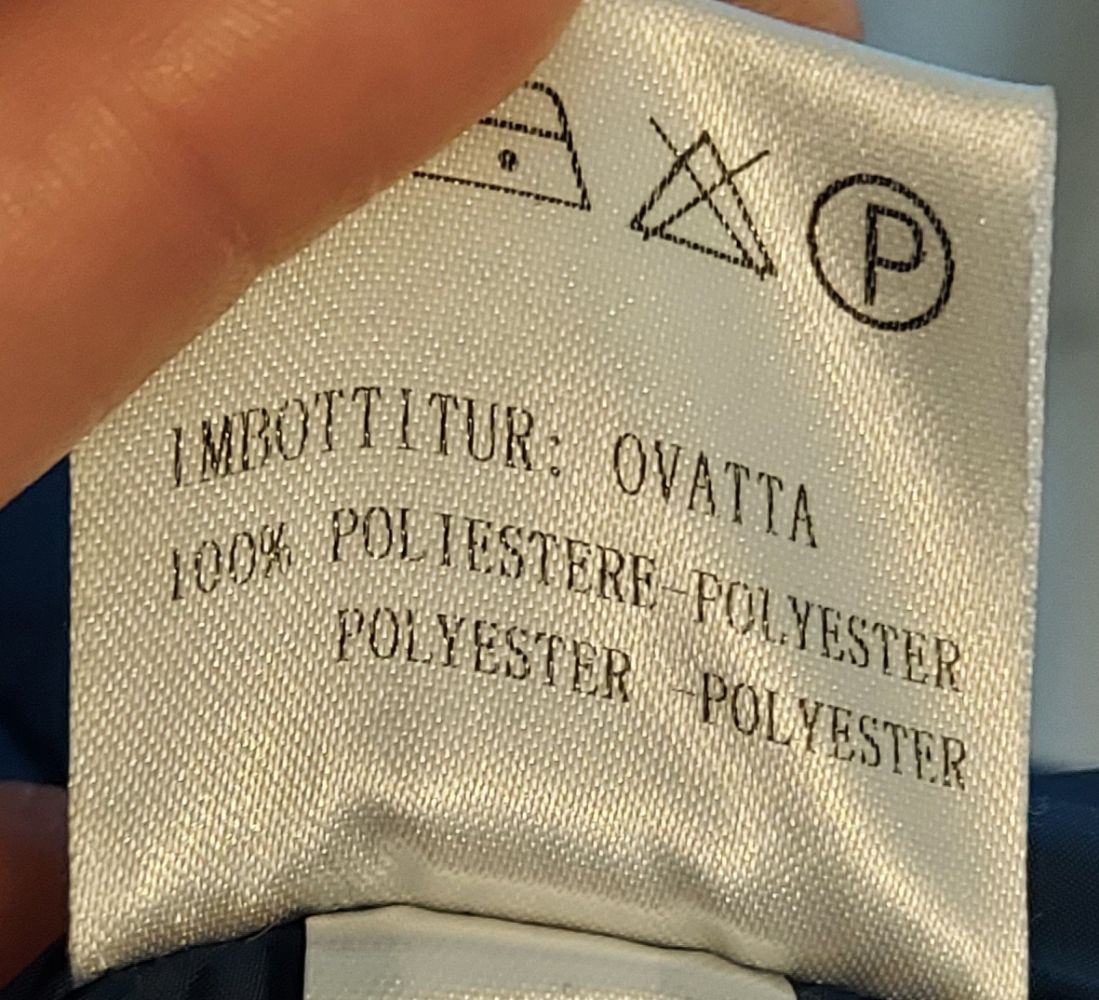 P
IMBOTTITUR: OVATTA
100% POLIESTERE-POLYESTER
POLYESTER -POLYESTER